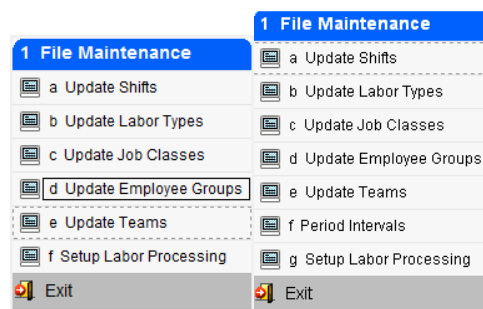 1 File Maintenance
a Update Shifts
b Update Labor Types
c Update Job Classes
d Update Employee Groups
e Update Teams
f Setup Labor Processing
Exit
1 File Maintenance
a Update Shifts
b Update Labor Types
c Update Job Classes
d Update Employee Groups
e Update Teams
f Period Intervals
g Setup Labor Processing
Exit